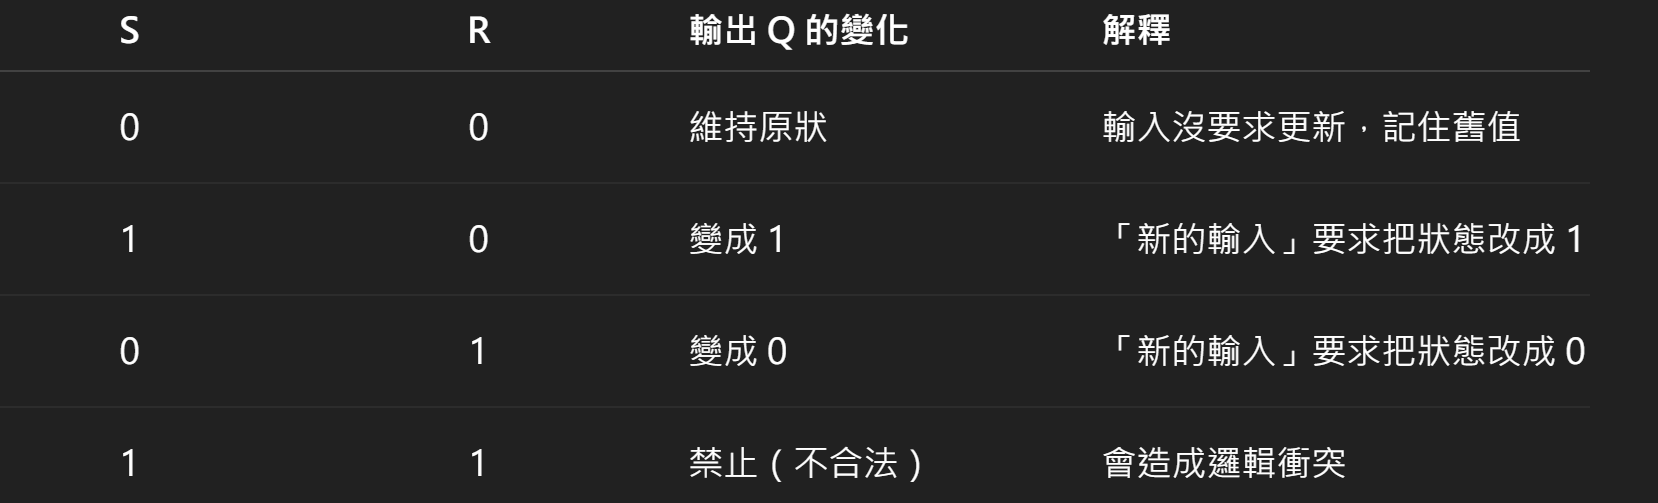 S R 輸出 Q 的變化 解釋
0 0 維持原狀 輸入沒要求更新，記住舊值
1 0 變成 1 「新的輸入」要求把狀態改成 1
0 1 變成 0 「新的輸入」要求把狀態改成 0
1 1 禁止（不合法） 會造成邏輯衝突